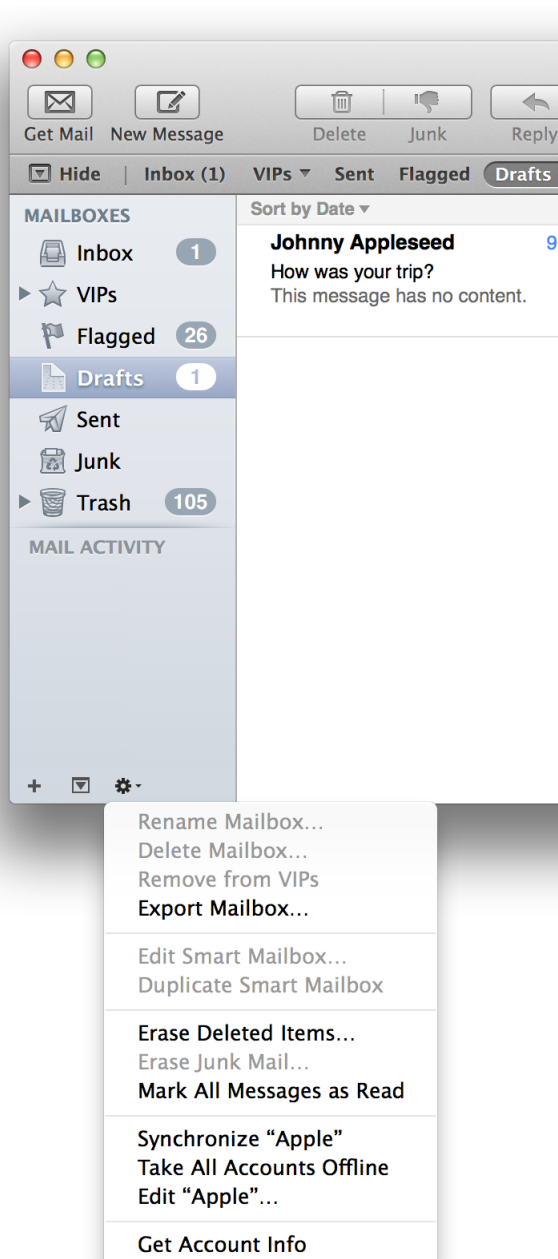 Get Mail New Message Delete Junk Reply
Hide | Inbox (1) VIPs Sent Flagged Drafts
MAILBOXES
Inbox 1
VIPs
Flagged 26
Drafts 1
Sent
Junk
Trash 105
MAIL ACTIVITY
Sort by Date
Johnny Appleseed 9
How was your trip?
This message has no content.
Rename Mailbox…
Delete Mailbox…
Remove from VIPs
Export Mailbox…
Edit Smart Mailbox…
Duplicate Smart Mailbox
Erase Deleted Items…
Erase Junk Mail…
Mark All Messages as Read
Synchronize “Apple”
Take All Accounts Offline
Edit “Apple”…
Get Account Info